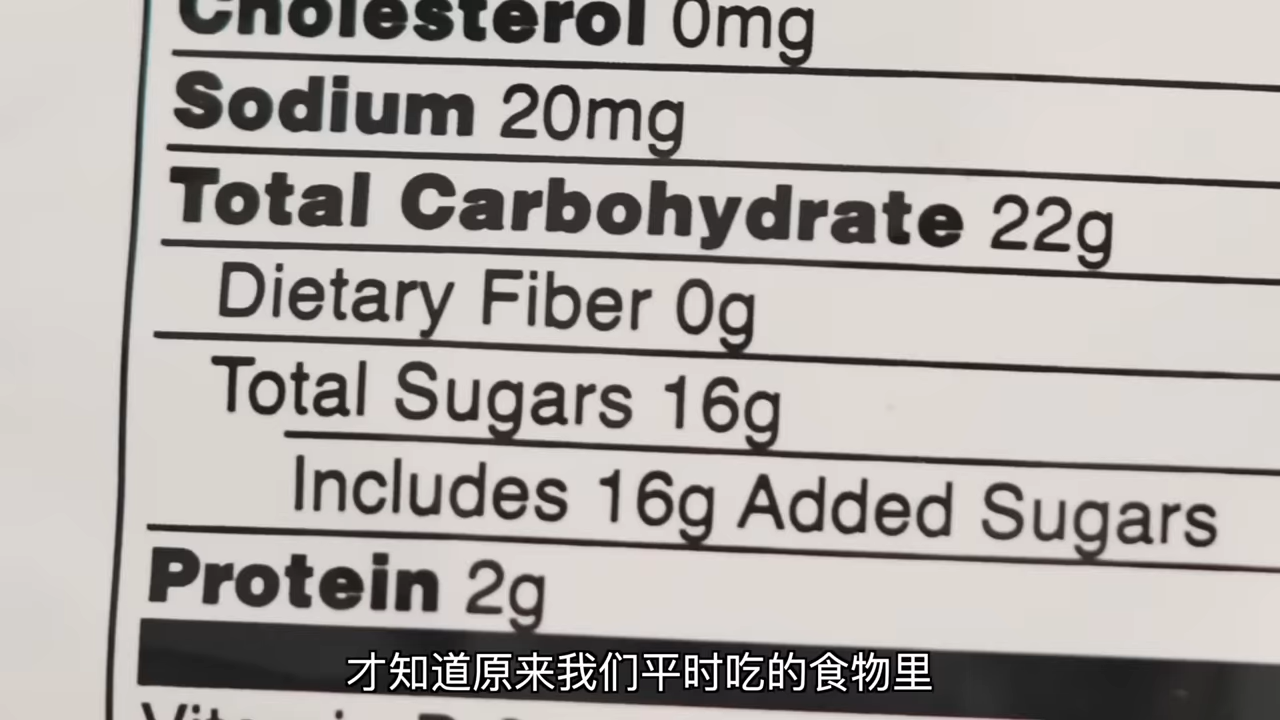 Cholesterol 0mg
Sodium 20mg
Total Carbohydrate 22g
Dietary Fiber 0g
Total Sugars 16g
Includes 16g Added Sugars
Protein 2g
才知道原来我们平时吃的食物里